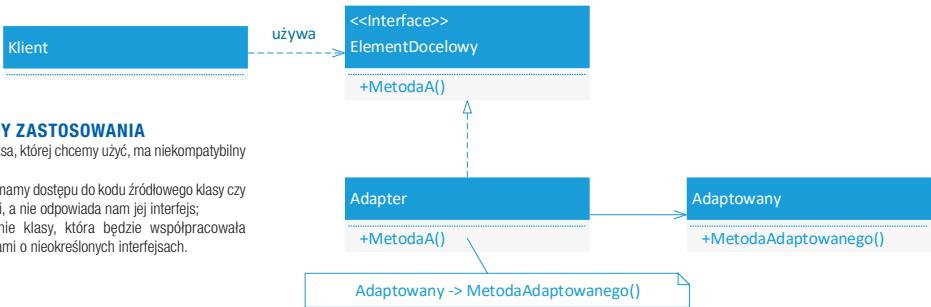 Klient
używa
<<Interface>>
ElementDocelowy
+MetodaA()
Y ZASTOSOWANIA
sa, której chcemy użyć, ma niekompatybilny
mamy dostępu do kodu źródłowego klasy czy
i, a nie odpowiada nam jej interfejs;
nie klasy, która będzie współpracowała
ami o nieokreślonych interfejsach.
Adapter
+MetodaA()
Adaptowany
+MetodaAdaptowanego()
Adaptowany -> MetodaAdaptowanego()